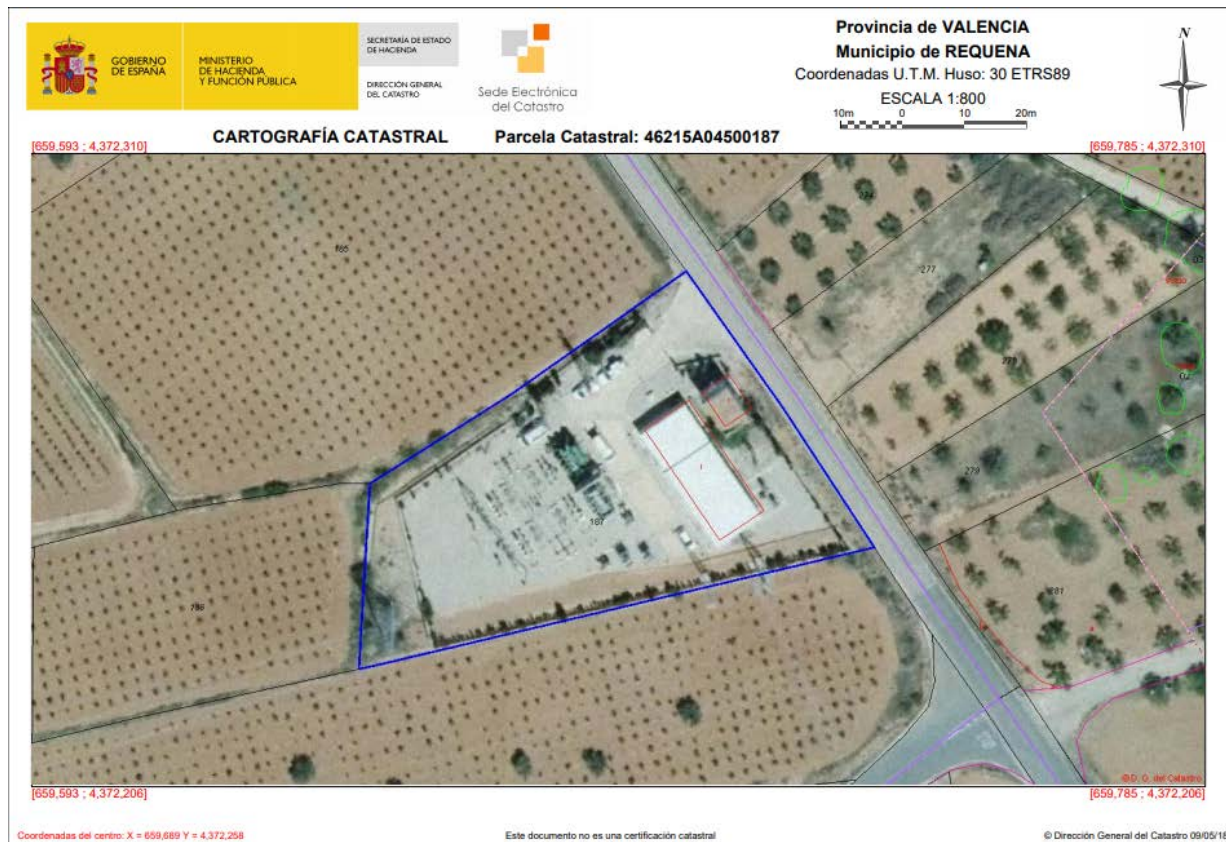 GOBIERNO
DE ESPAÑA
MINISTERIO
DE HACIENDA
Y FUNCIÓN PÚBLICA
SECRETARÍA DE ESTADO
DE HACIENDA
DIRECCIÓN GENERAL
DEL CATASTRO
Sede Electrónica
del Catastro
Provincia de VALENCIA
Municipio de REQUENA
Coordenadas U.T.M. Huso: 30 ETRS89
ESCALA 1:800
10m 0 10 20m
N
CARTOGRAFÍA CATASTRAL Parcela Catastral: 46215A04500187
[659,593 ; 4,372,310] [659,785 ; 4,372,310]
185
277
279
187
281
© D. G. del Catastro
[659,593 ; 4,372,206] [659,785 ; 4,372,206]
Coordenadas del centro: X = 659,689 Y = 4,372,258
Este documento no es una certificación catastral
© Dirección General del Catastro 09/05/18